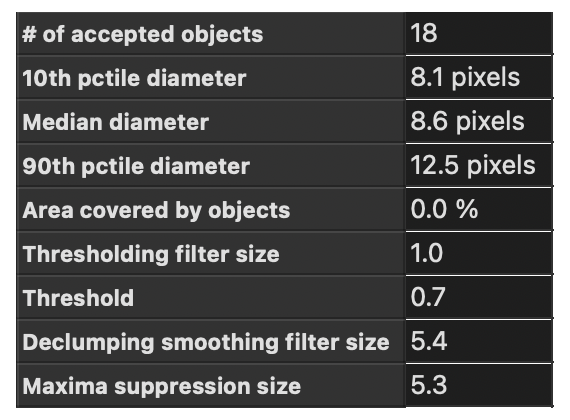 # of accepted objects 18
10th pctile diameter 8.1 pixels
Median diameter 8.6 pixels
90th pctile diameter 12.5 pixels
Area covered by objects 0.0 %
Thresholding filter size 1.0
Threshold 0.7
Declumping smoothing filter size 5.4
Maxima suppression size 5.3